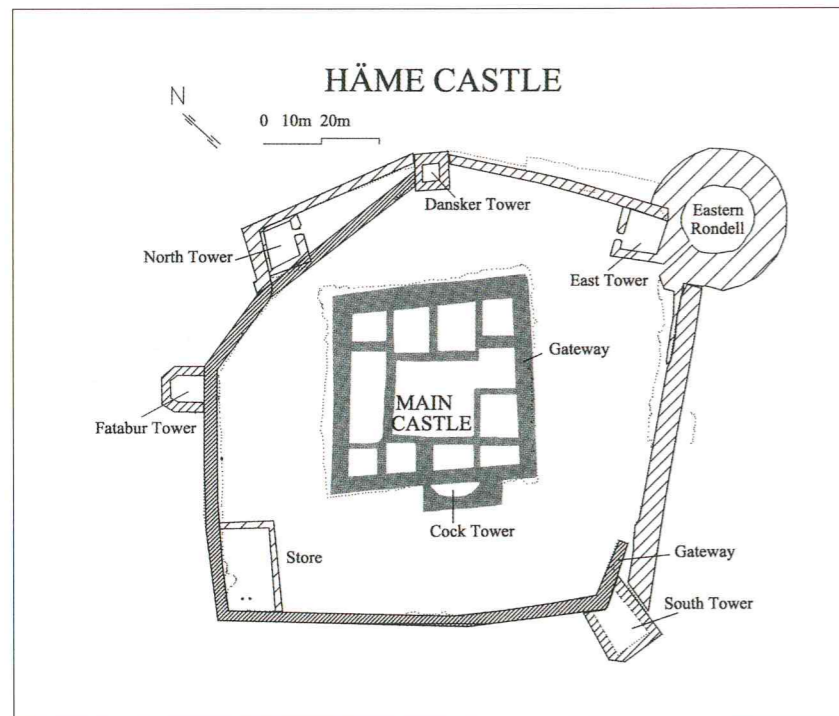 HÄME CASTLE
N
0 10m 20m
Dansker Tower
Eastern
Rondell
North Tower
East Tower
Gateway
MAIN
CASTLE
Fatabur Tower
Cock Tower
Store
Gateway
South Tower